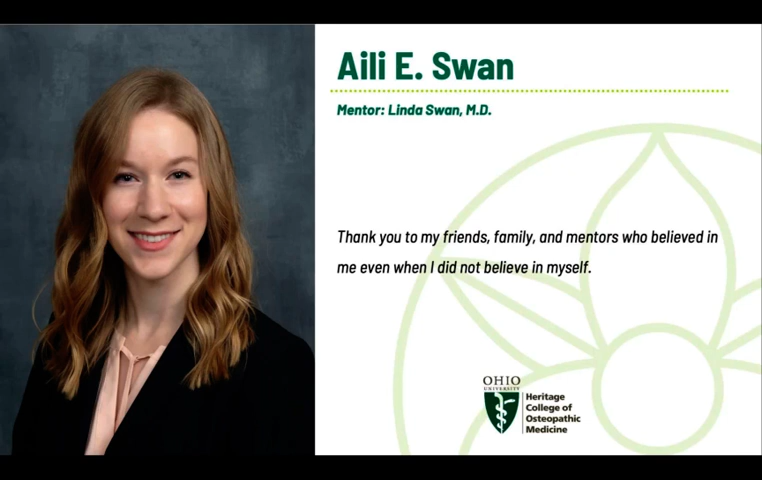 Aili E. Swan
Mentor: Linda Swan, M.D.
Thank you to my friends, family, and mentors who believed in
me even when I did not believe in myself.
OHIO
UNIVERSITY
Heritage
College of
Osteopathic
Medicine